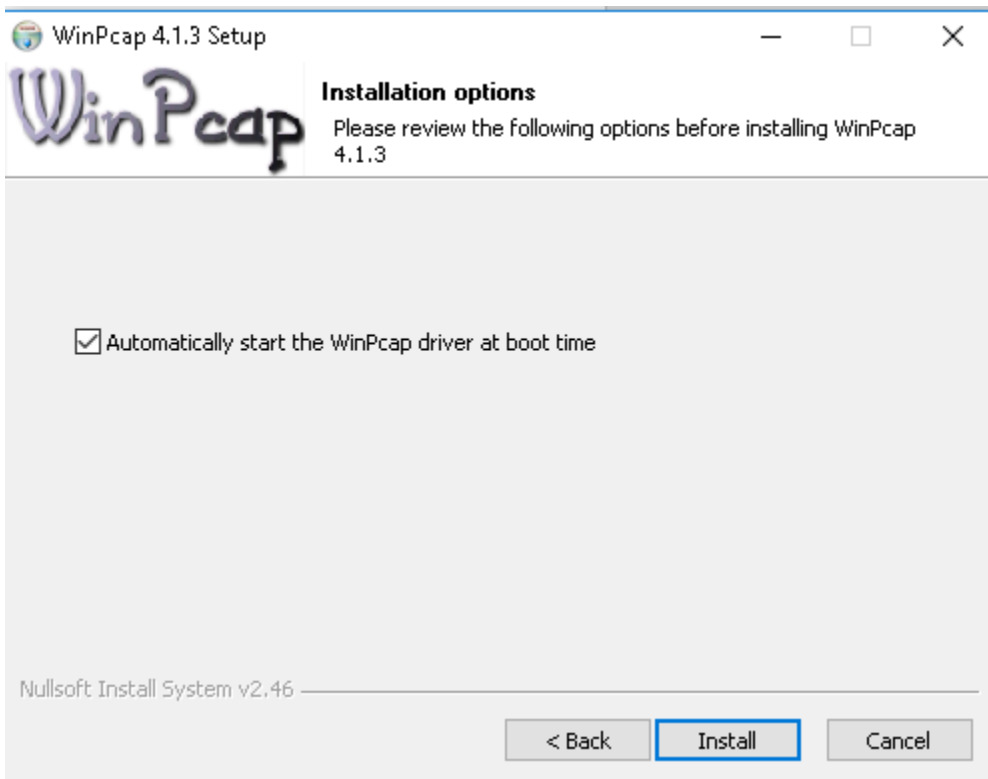 WinPcap 4.1.3 Setup
WinPcap
Installation options
Please review the following options before installing WinPcap
4.1.3
Automatically start the WinPcap driver at boot time
Nullsoft Install System v2.46
< Back
Install
Cancel